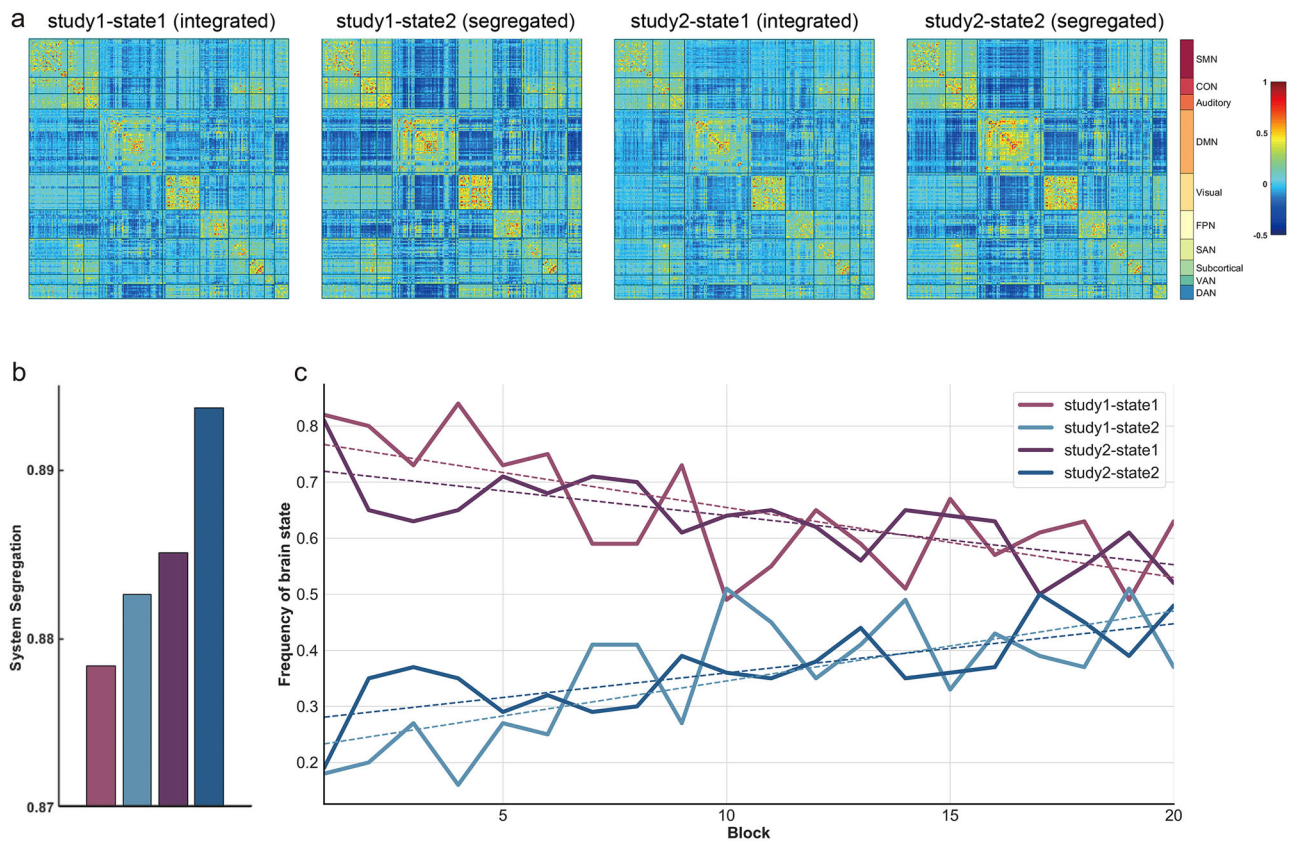 a
study1-state1 (integrated)
study1-state2 (segregated)
study2-state1 (integrated)
study2-state2 (segregated)
SMN
CON
Auditory
DMN
Visual
FPN
SAN
Subcortical
VAN
DAN
1
0.5
0
-0.5
b
System Segregation
0.89
0.88
0.87
c
Frequency of brain state
0.8
0.7
0.6
0.5
0.4
0.3
0.2
5
10
15
20
Block
study1-state1
study1-state2
study2-state1
study2-state2